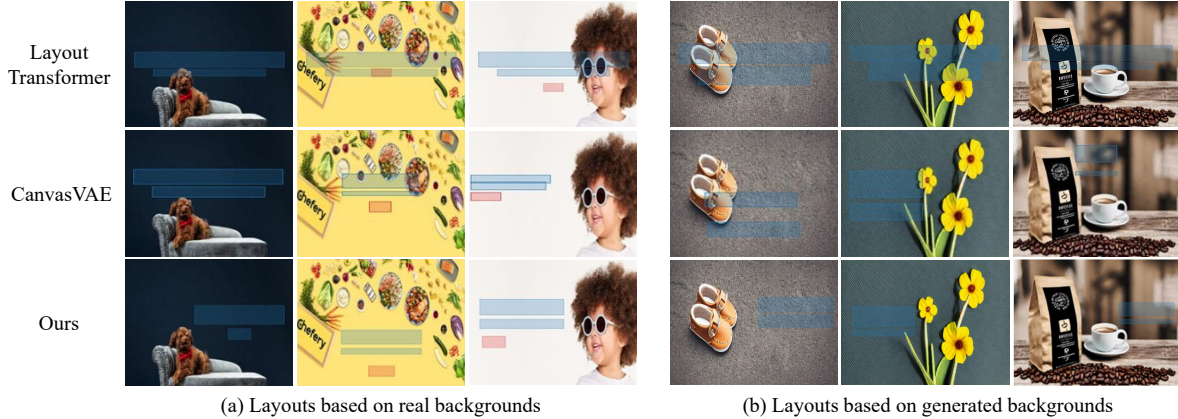 Layout
Transformer
Chefery
CanvasVAE
Chefery
Ours
Chefery
(a) Layouts based on real backgrounds
(b) Layouts based on generated backgrounds